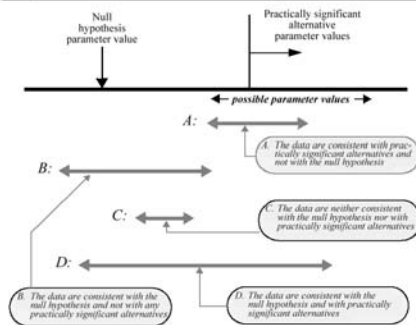 Null
hypothesis
parameter value
Practically significant
alternative
parameter values
possible parameter values
A:
A. The data are consistent with prac-
tically significant alternatives and
not with the null hypothesis
B:
C:
C. The data are neither consistent
with the null hypothesis nor with
practically significant alternatives
D:
B. The data are consistent with the
null hypothesis and not with any
practically significant alternatives
D. The data are consistent with the
null hypothesis and with practically
significant alternatives